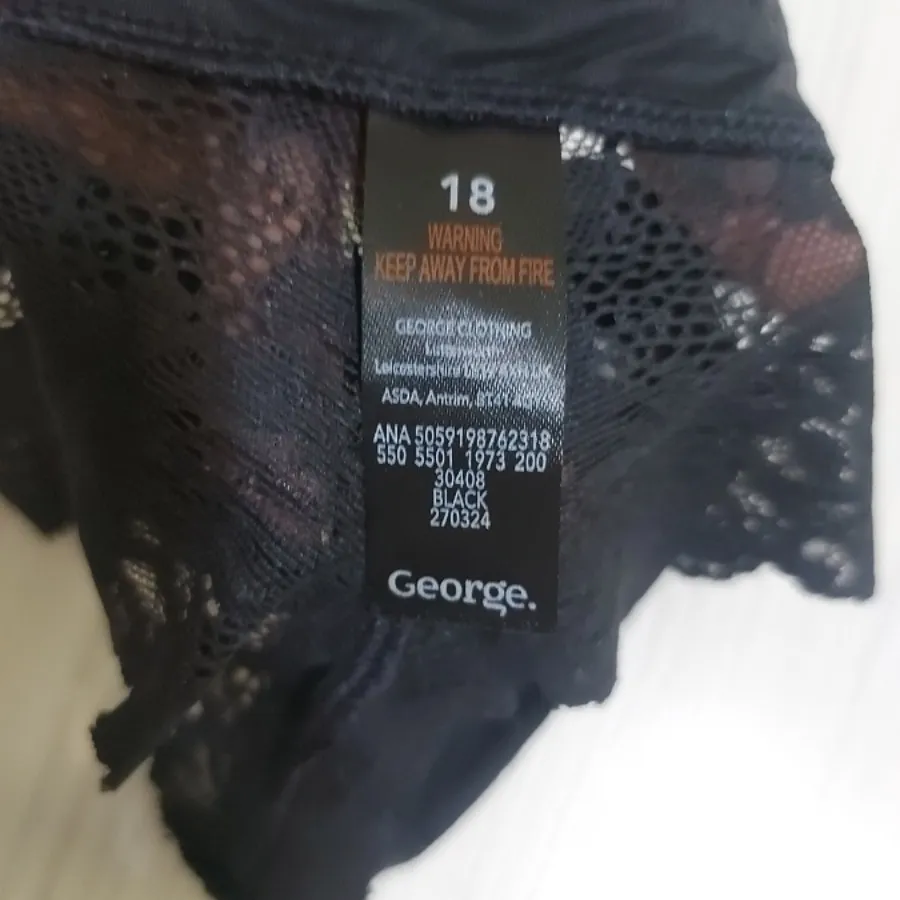 18
WARNING
KEEP AWAY FROM FIRE
GEORGE CLOTHING
Leicestershire
ASDA, Antrim,
ANA 5059198762318
550 5501 1973 200
30408
BLACK
270324
George.